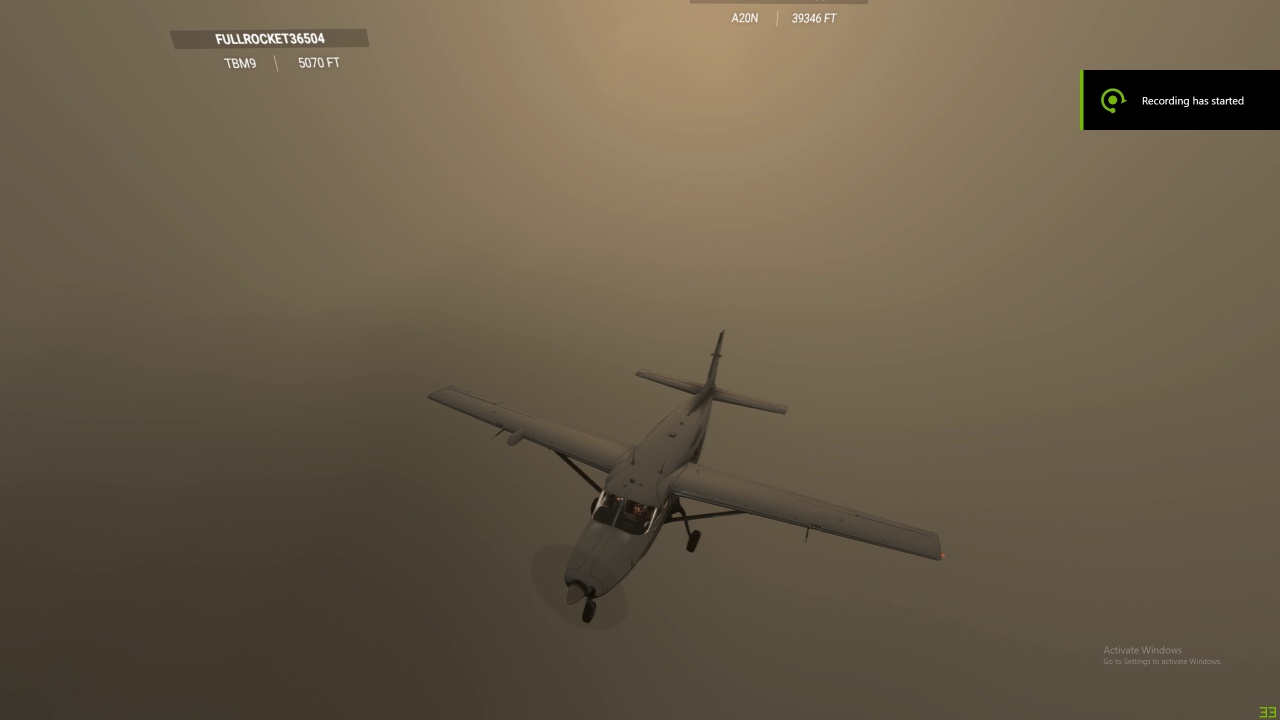 A20N | 39346 FT
FULLROCKET36504
TBM9 | 5070 FT
Recording has started
Activate Windows
Go to Settings to activate Windows.
33